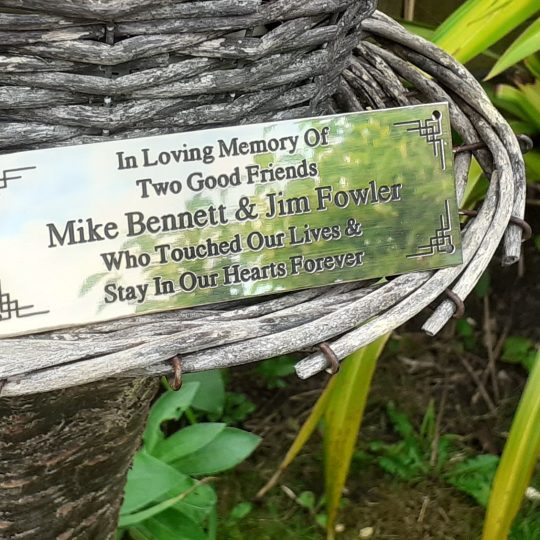 In Loving Memory Of
Two Good Friends
Mike Bennett & Jim Fowler
Who Touched Our Lives &
Stay In Our Hearts Forever